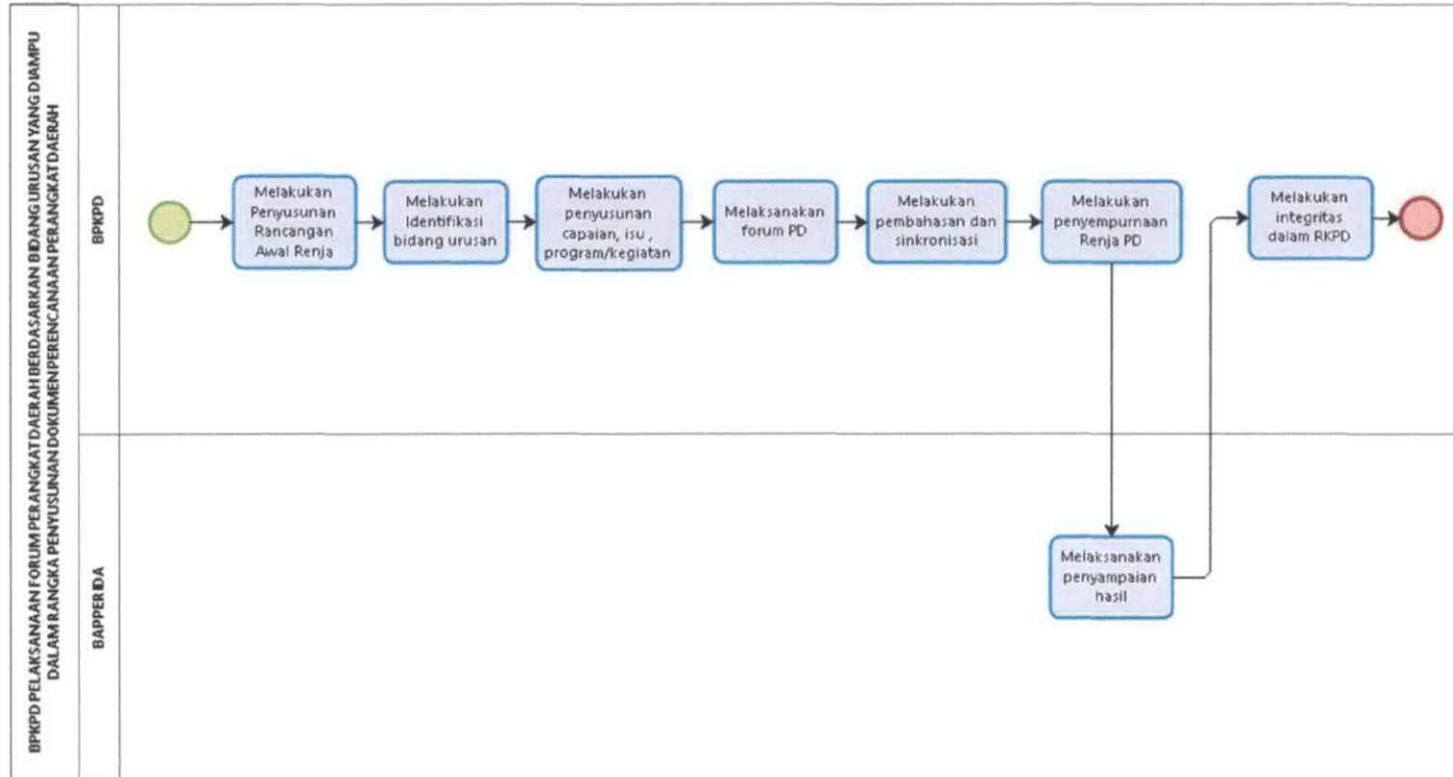 BPKPD PELAKSANAAN FORUM PERANGKAT DAERAH BERDASARKAN BIDANG URUSAN YANG DIAMPU
DALAM RANGKA PENYUSUNAN DOKUMEN PERENCANAAN PERANGKAT DAERAH
BPKPD
Melakukan
Penyusunan
Rancangan
Awal Renja
Melakukan
Identifikasi
bidang urusan
Melakukan
penyusunan
capaian, isu ,
program/kegiatan
Melaksanakan
forum PD
Melakukan
pembahasan dan
sinkronisasi
Melakukan
penyempurnaan
Renja PD
Melakukan
integritas
dalam RKPD
BAPPERIDA
Melaksanakan
penyampaian
hasil